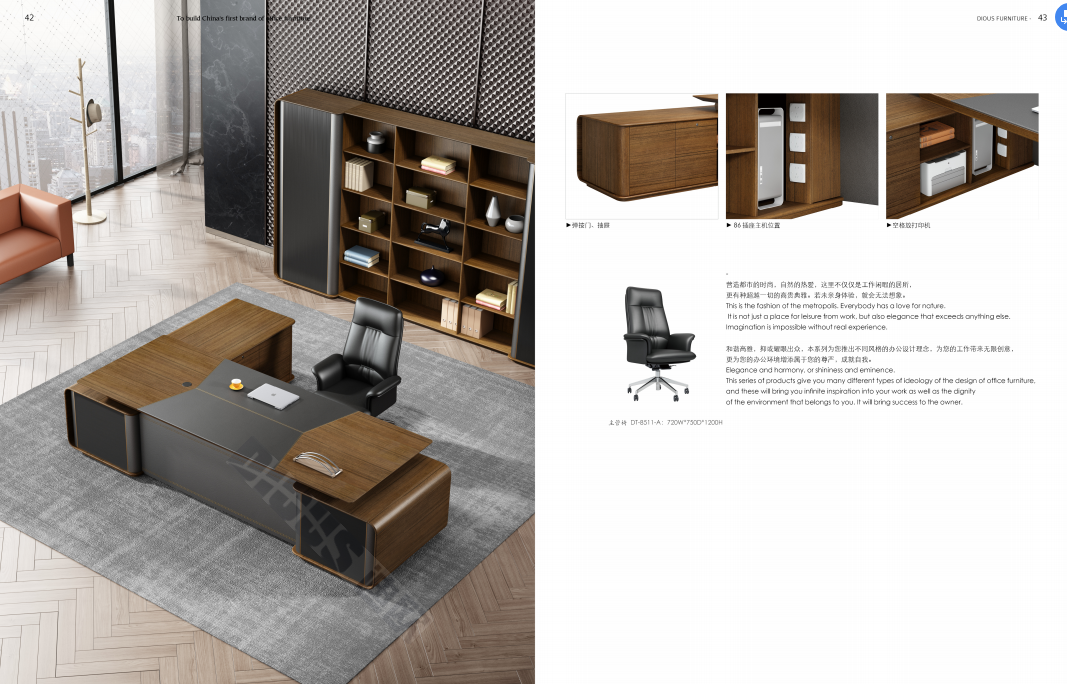 42
To build China's first brand of office furniture
DIOUS FURNITURE · 43
▶弹接门、抽屉
▶ 86 插座主机位置
▶空格放打印机
营造都市的时尚，自然的热爱，这里不仅仅是工作闲暇的居所，
更有种超越一切的高贵典雅。若未亲身体验，就会无法想象。
This is the fashion of the metropolis. Everybody has a love for nature.
It is not just a place for leisure from work, but also elegance that exceeds anything else.
Imagination is impossible without real experience.
和谐高雅，抑或耀眼出众，本系列为您推出不同风格的办公设计理念，为您的工作带来无限创意，
更为您的办公环境增添属于您的尊严，成就自我。
Elegance and harmony, or shininess and eminence.
This series of products give you many different types of ideology of the design of office furniture,
and these will bring you infinite inspiration into your work as well as the dignity
of the environment that belongs to you. It will bring success to the owner.
主管椅 DT-8511-A: 720W*750D*1200H